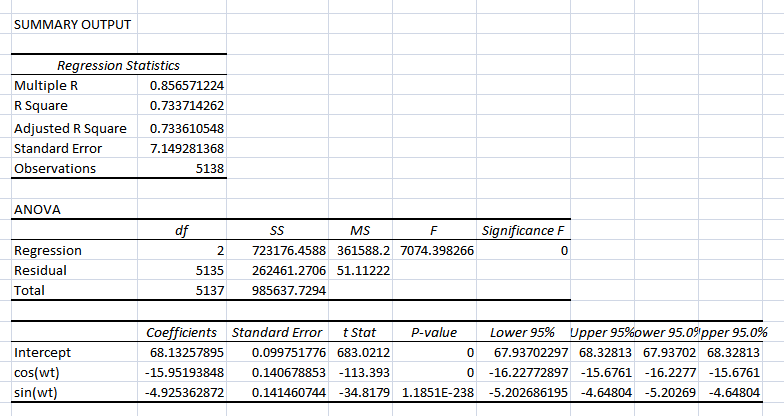 SUMMARY OUTPUT
Regression Statistics
Multiple R 0.856571224
R Square 0.733714262
Adjusted R Square 0.733610548
Standard Error 7.149281368
Observations 5138
ANOVA
df SS MS F Significance F
Regression 2 723176.4588 361588.2 7074.398266 0
Residual 5135 262461.2706 51.11222
Total 5137 985637.7294
Coefficients Standard Error t Stat P-value Lower 95% Upper 95% ower 95.0% pper 95.0%
Intercept 68.13257895 0.099751776 683.0212 0 67.93702297 68.32813 67.93702 68.32813
cos(wt) -15.95193848 0.140678853 -113.393 0 -16.22772897 -15.6761 -16.2277 -15.6761
sin(wt) -4.925362872 0.141460744 -34.8179 1.1851E-238 -5.202686195 -4.64804 -5.20269 -4.64804